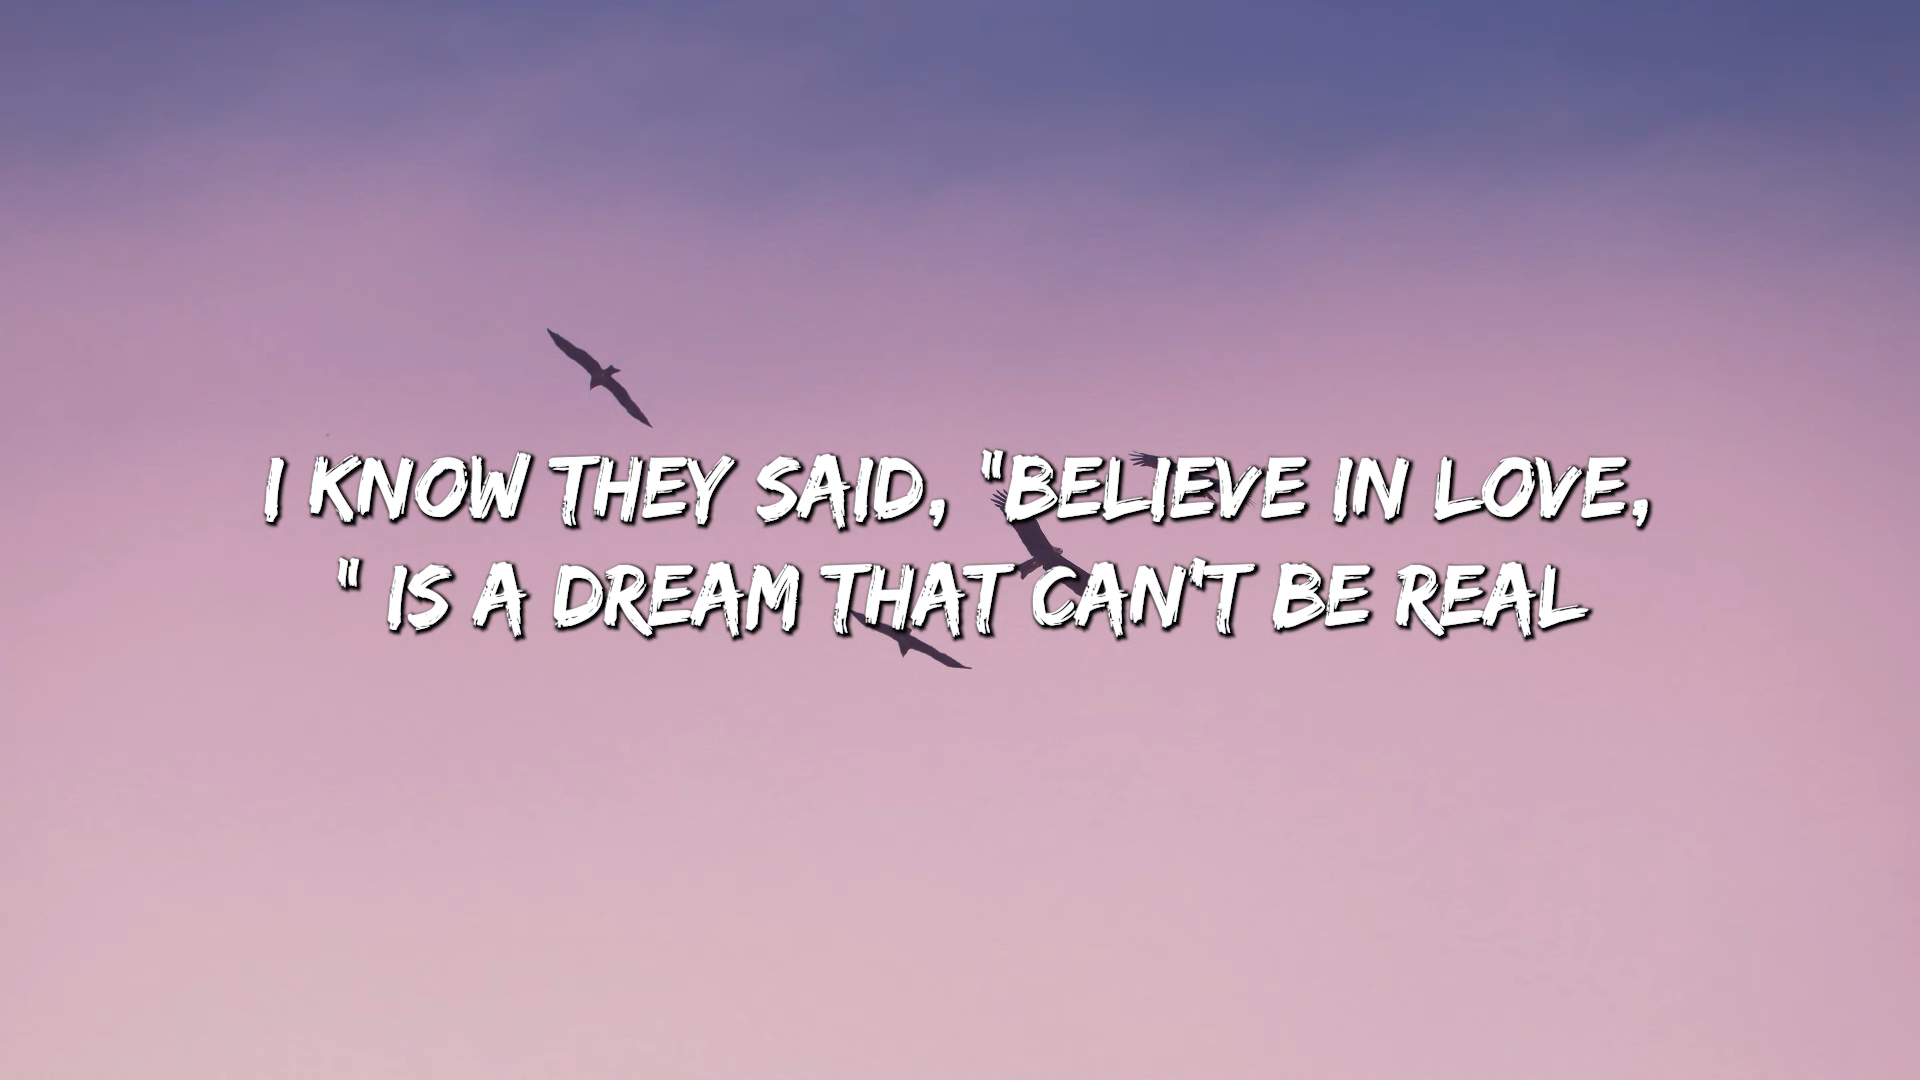 I KNOW THEY SAID, "BELIEVE IN LOVE,
" IS A DREAM THAT CAN'T BE REAL